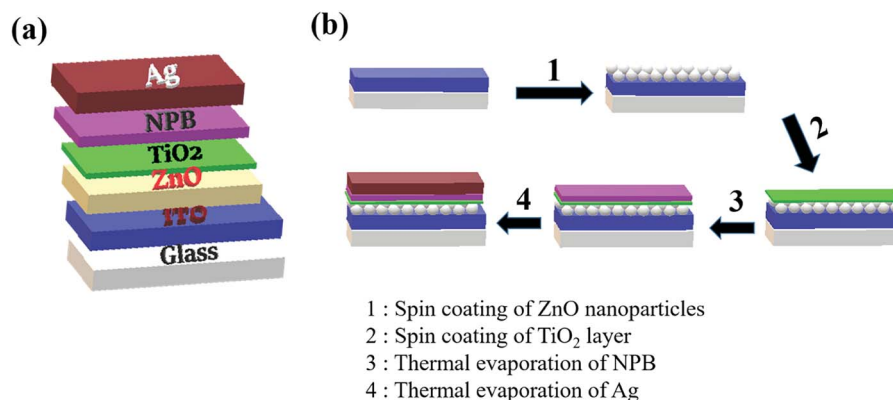 (a)
Ag
NPB
TiO2
ZnO
ITO
Glass
(b)
1
2
3
4
1 : Spin coating of ZnO nanoparticles
2 : Spin coating of TiO₂ layer
3 : Thermal evaporation of NPB
4 : Thermal evaporation of Ag